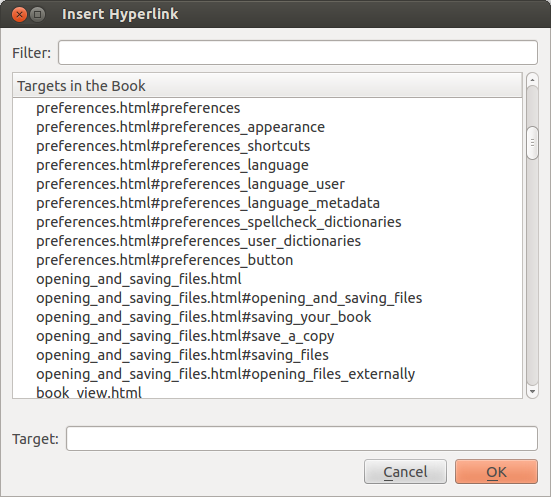 Insert Hyperlink
Filter:
Targets in the Book
preferences.html#preferences
preferences.html#preferences_appearance
preferences.html#preferences_shortcuts
preferences.html#preferences_language
preferences.html#preferences_language_user
preferences.html#preferences_language_metadata
preferences.html#preferences_spellcheck_dictionaries
preferences.html#preferences_user_dictionaries
preferences.html#preferences_button
opening_and_saving_files.html
opening_and_saving_files.html#opening_and_saving_files
opening_and_saving_files.html#saving_your_book
opening_and_saving_files.html#save_a_copy
opening_and_saving_files.html#saving_files
opening_and_saving_files.html#opening_files_externally
book_view.html
Target:
Cancel OK